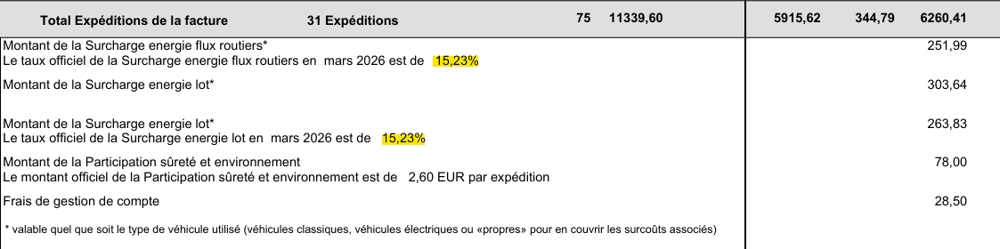 Total Expéditions de la facture 31 Expéditions 75 11339,60 5915,62 344,79 6260,41
Montant de la Surcharge energie flux routiers* 251,99
Le taux officiel de la Surcharge energie flux routiers en mars 2026 est de 15,23%
Montant de la Surcharge energie lot* 303,64
Montant de la Surcharge energie lot* 263,83
Le taux officiel de la Surcharge energie lot en mars 2026 est de 15,23%
Montant de la Participation sûreté et environnement 78,00
Le montant officiel de la Participation sûreté et environnement est de 2,60 EUR par expédition
Frais de gestion de compte 28,50
* valable quel que soit le type de véhicule utilisé (véhicules classiques, véhicules électriques ou «propres» pour en couvrir les surcoûts associés)